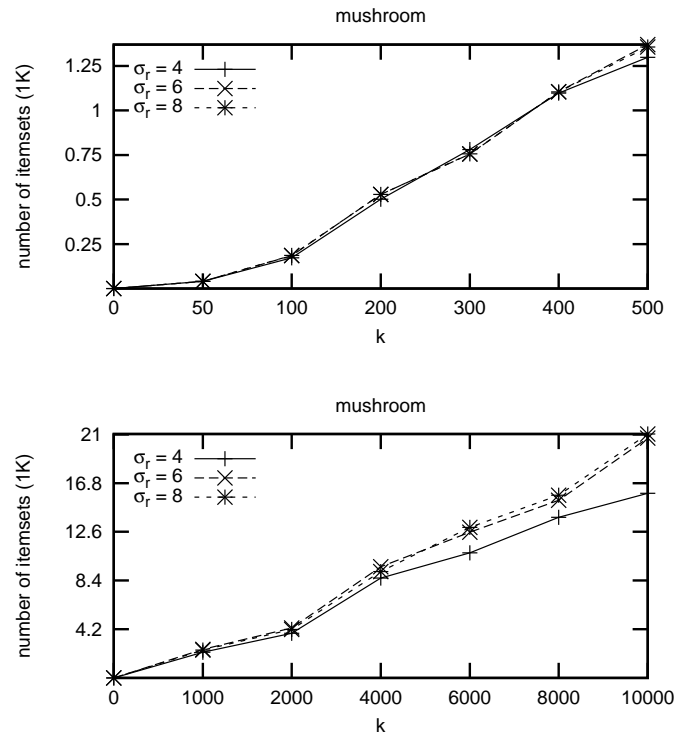 mushroom
number of itemsets (1K)
1.25
1
0.75
0.5
0.25
σr = 4
σr = 6
σr = 8
0 50 100 200 300 400 500
k
mushroom
number of itemsets (1K)
21
16.8
12.6
8.4
4.2
σr = 4
σr = 6
σr = 8
0 1000 2000 4000 6000 8000 10000
k